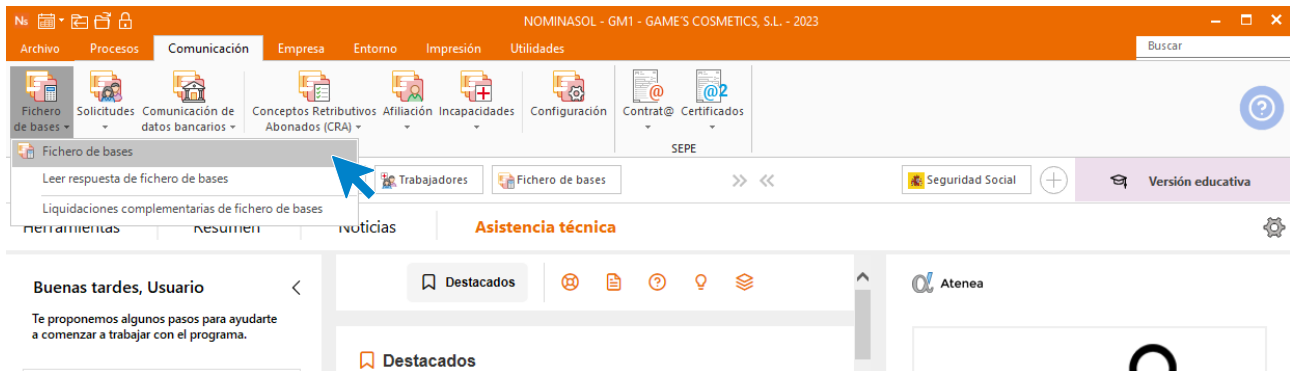 Ns
NOMINASOL - GM1 - GAME'S COSMETICS, S.L. - 2023
Archivo Procesos Comunicación Empresa Entorno Impresión Utilidades
Buscar
Fichero de bases
Solicitudes
Comunicación de datos bancarios
Conceptos Retributivos Abonados (CRA)
Afiliación
Incapacidades
Configuración
Contrat@
Certificados
@2
SEPE
?
Fichero de bases
Leer respuesta de fichero de bases
Liquidaciones complementarias de fichero de bases
Trabajadores
Fichero de bases
Seguridad Social
Versión educativa
Herramientas Resumen Noticias Asistencia técnica
Buenas tardes, Usuario
Te proponemos algunos pasos para ayudarte
a comenzar a trabajar con el programa.
Destacados
Destacados
Atenea